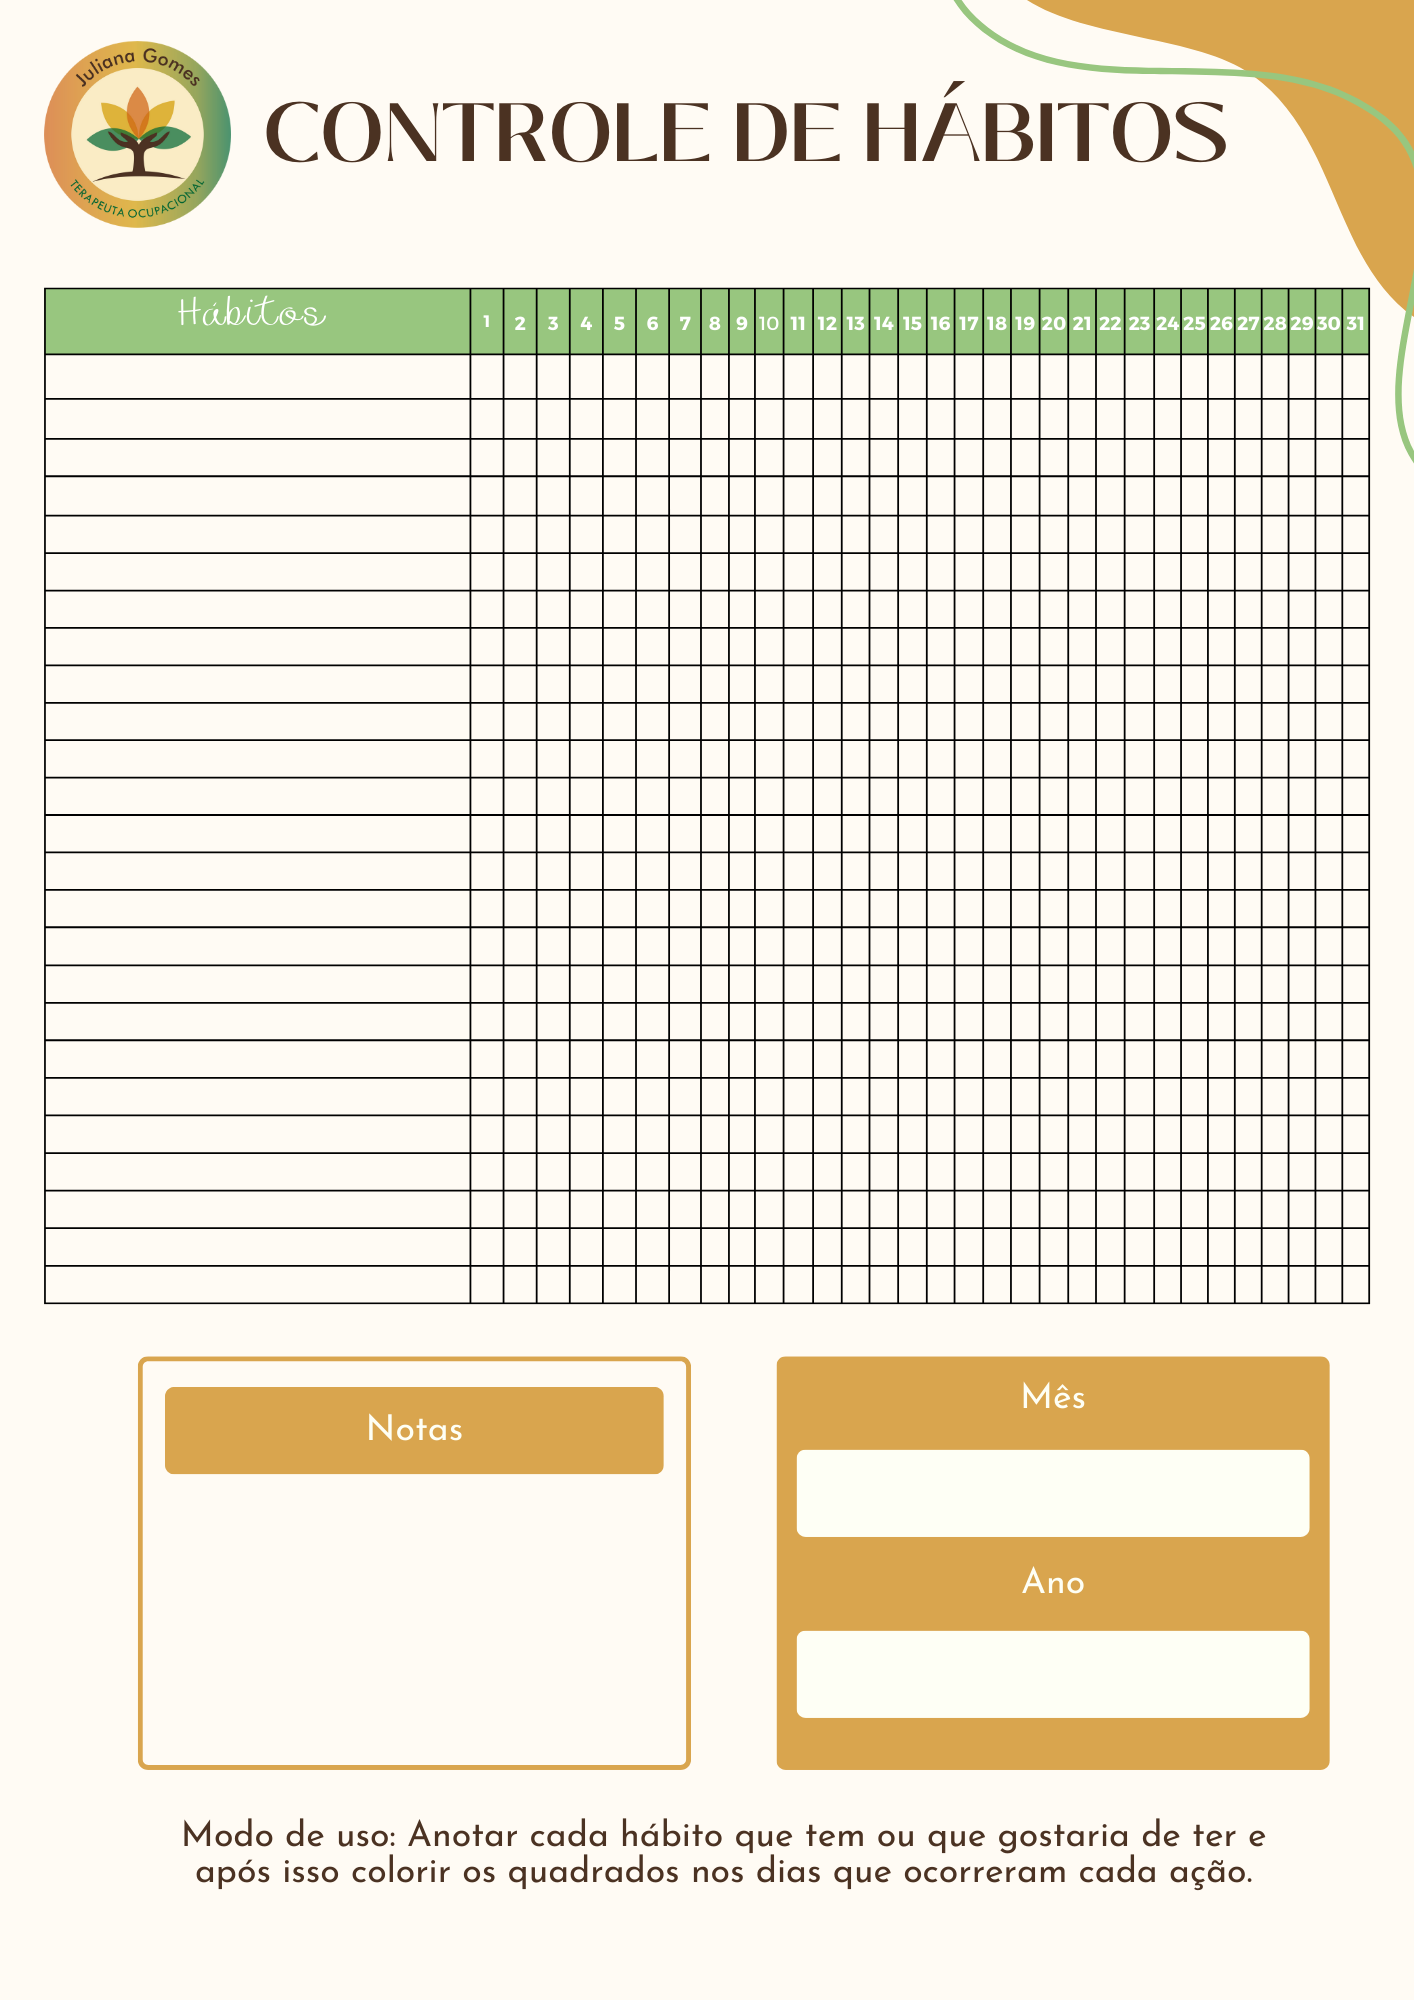 Juliana Gomes
TERAPEUTA OCUPACIONAL
CONTROLE DE HÁBITOS
Hábitos 1 2 3 4 5 6 7 8 9 10 11 12 13 14 15 16 17 18 19 20 21 22 23 24 25 26 27 28 29 30 31
Notas
Mês
Ano
Modo de uso: Anotar cada hábito que tem ou que gostaria de ter e
após isso colorir os quadrados nos dias que ocorreram cada ação.